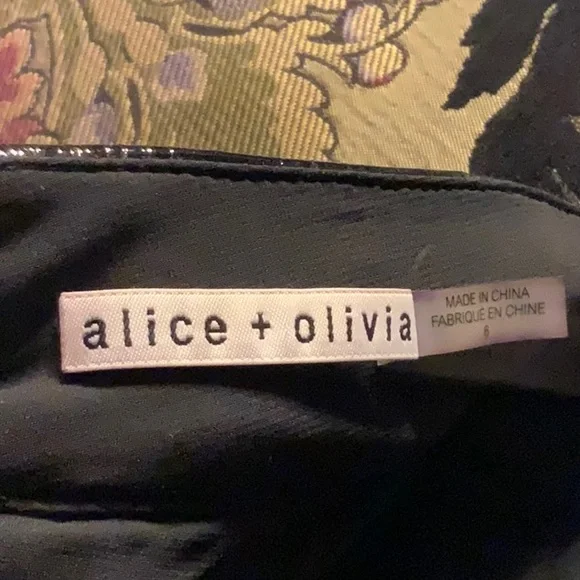 alice + olivia
MADE IN CHINA
FABRIQUÉ EN CHINE
6